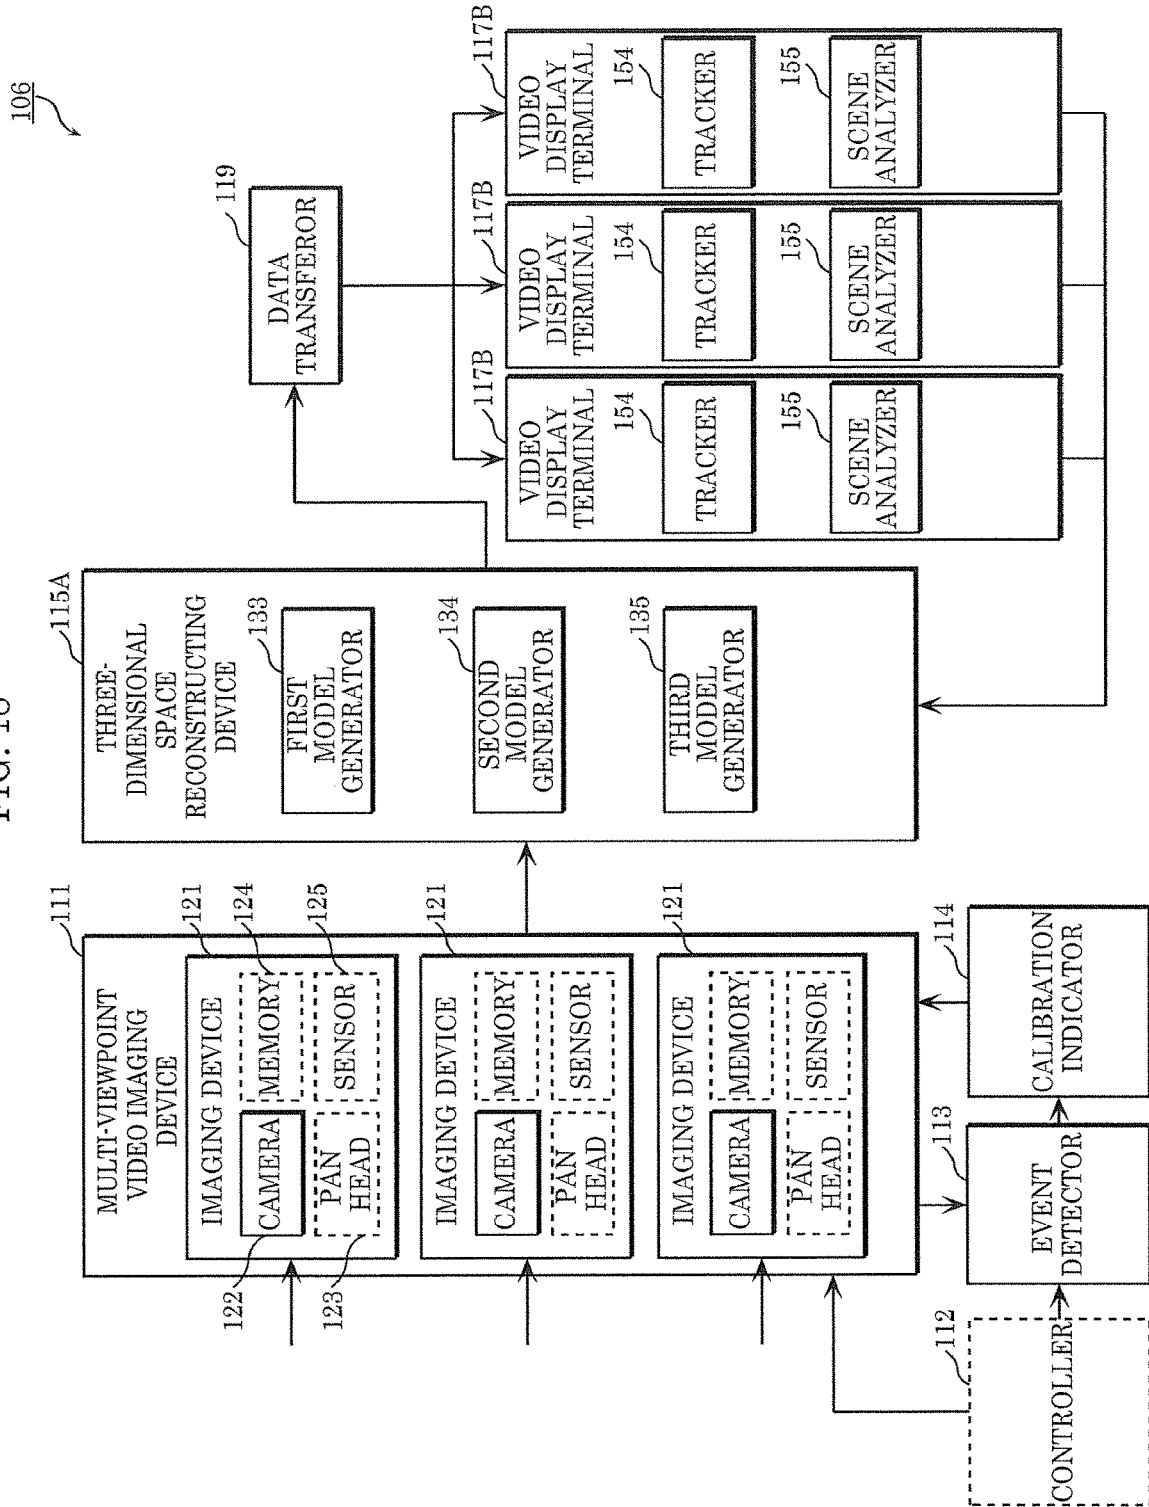 FIG.
106
111
MULTI-VIEWPOINT
VIDEO IMAGING
DEVICE
121
IMAGING DEVICE
122
CAMERA
124
MEMORY
123
PAN
HEAD
125
SENSOR
121
IMAGING DEVICE
CAMERA
MEMORY
PAN
HEAD
SENSOR
121
IMAGING DEVICE
CAMERA
MEMORY
PAN
HEAD
SENSOR
112
CONTROLLER
113
EVENT
DETECTOR
114
CALIBRATION
INDICATOR
115A
THREE-
DIMENSIONAL
SPACE
RECONSTRUCTING
DEVICE
133
FIRST
MODEL
GENERATOR
134
SECOND
MODEL
GENERATOR
135
THIRD
MODEL
GENERATOR
119
DATA
TRANSFEROR
117B
VIDEO
DISPLAY
TERMINAL
154
TRACKER
155
SCENE
ANALYZER
117B
VIDEO
DISPLAY
TERMINAL
154
TRACKER
155
SCENE
ANALYZER
117B
VIDEO
DISPLAY
TERMINAL
154
TRACKER
155
SCENE
ANALYZER